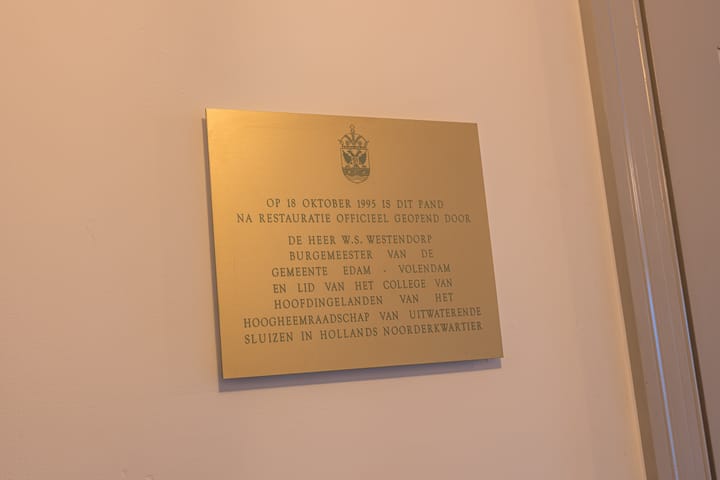 OP 18 OKTOBER 1995 IS DIT PAND
NA RESTAURATIE OFFICIEEL GEOPEND DOOR
DE HEER W.S. WESTENDORP
BURGEMEESTER VAN DE
GEMEENTE EDAM - VOLENDAM
EN LID VAN HET COLLEGE VAN
HOOFDINGELANDEN VAN HET
HOOGHEEMRAADSCHAP VAN UITWATERENDE
SLUIZEN IN HOLLANDS NOORDERKWARTIER